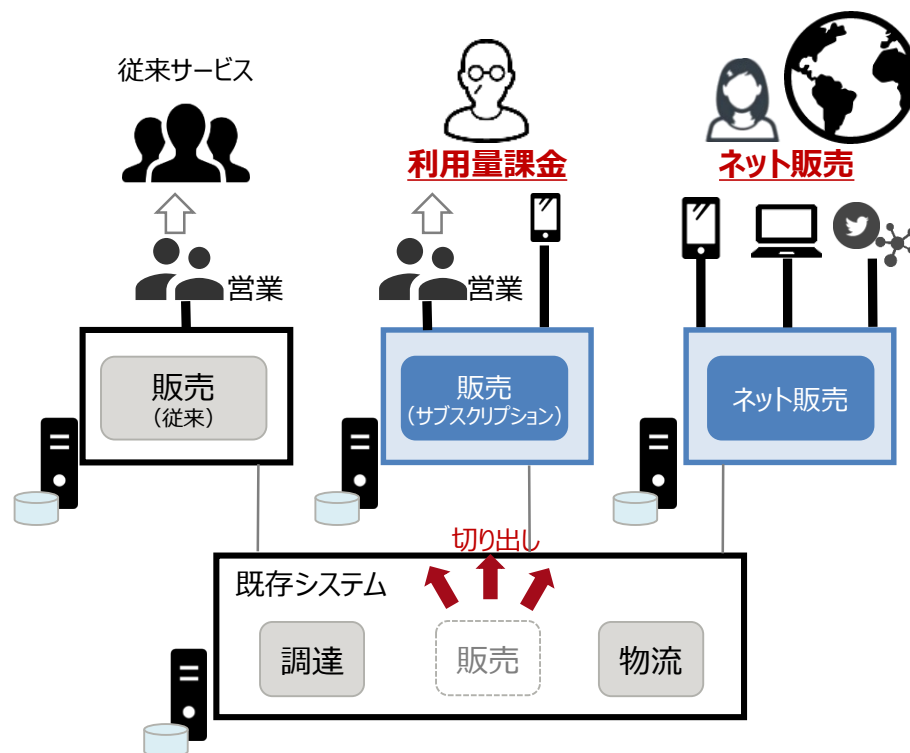 従来サービス
利用量課金
ネット販売
営業
営業
販売
（従来）
販売
（サブスクリプション）
ネット販売
切り出し
既存システム
調達
販売
物流